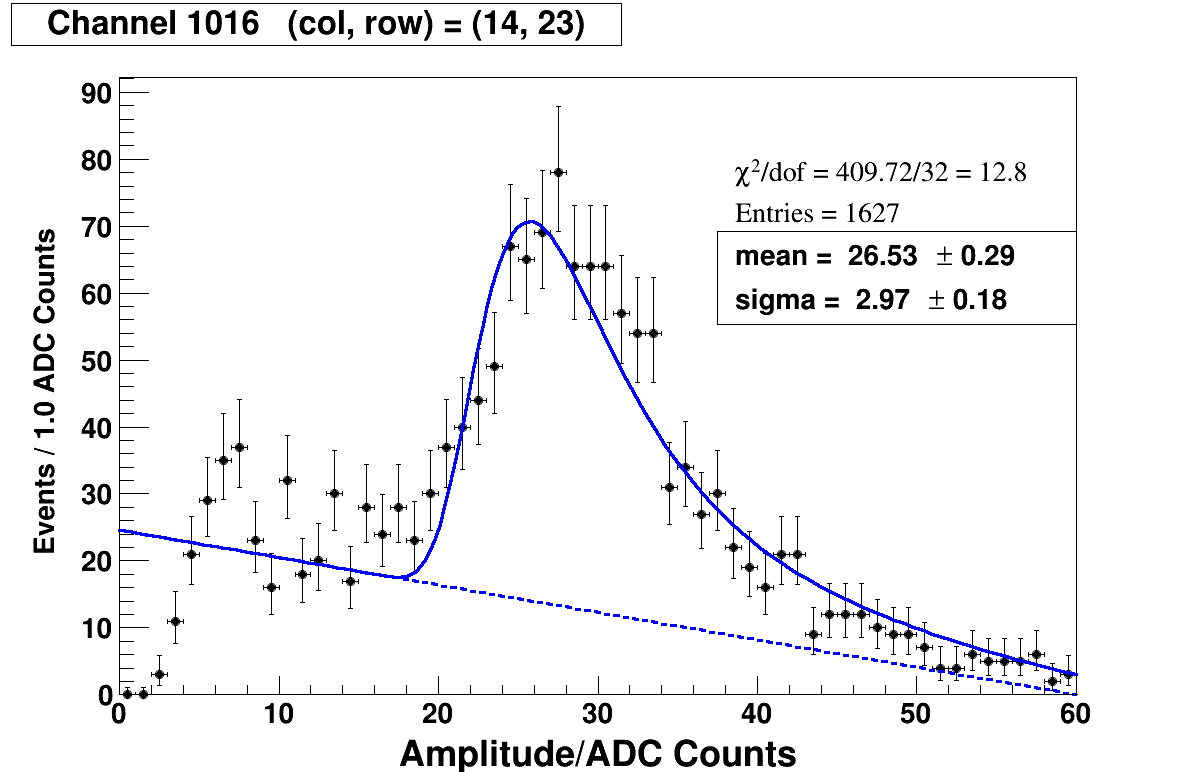 Channel 1016 (col, row) = (14, 23)
90
80
70
60
50
40
30
20
10
0
Events / 1.0 ADC Counts
χ²/dof = 409.72/32 = 12.8
Entries = 1627
mean = 26.53 ± 0.29
sigma = 2.97 ± 0.18
0 10 20 30 40 50 60
Amplitude/ADC Counts